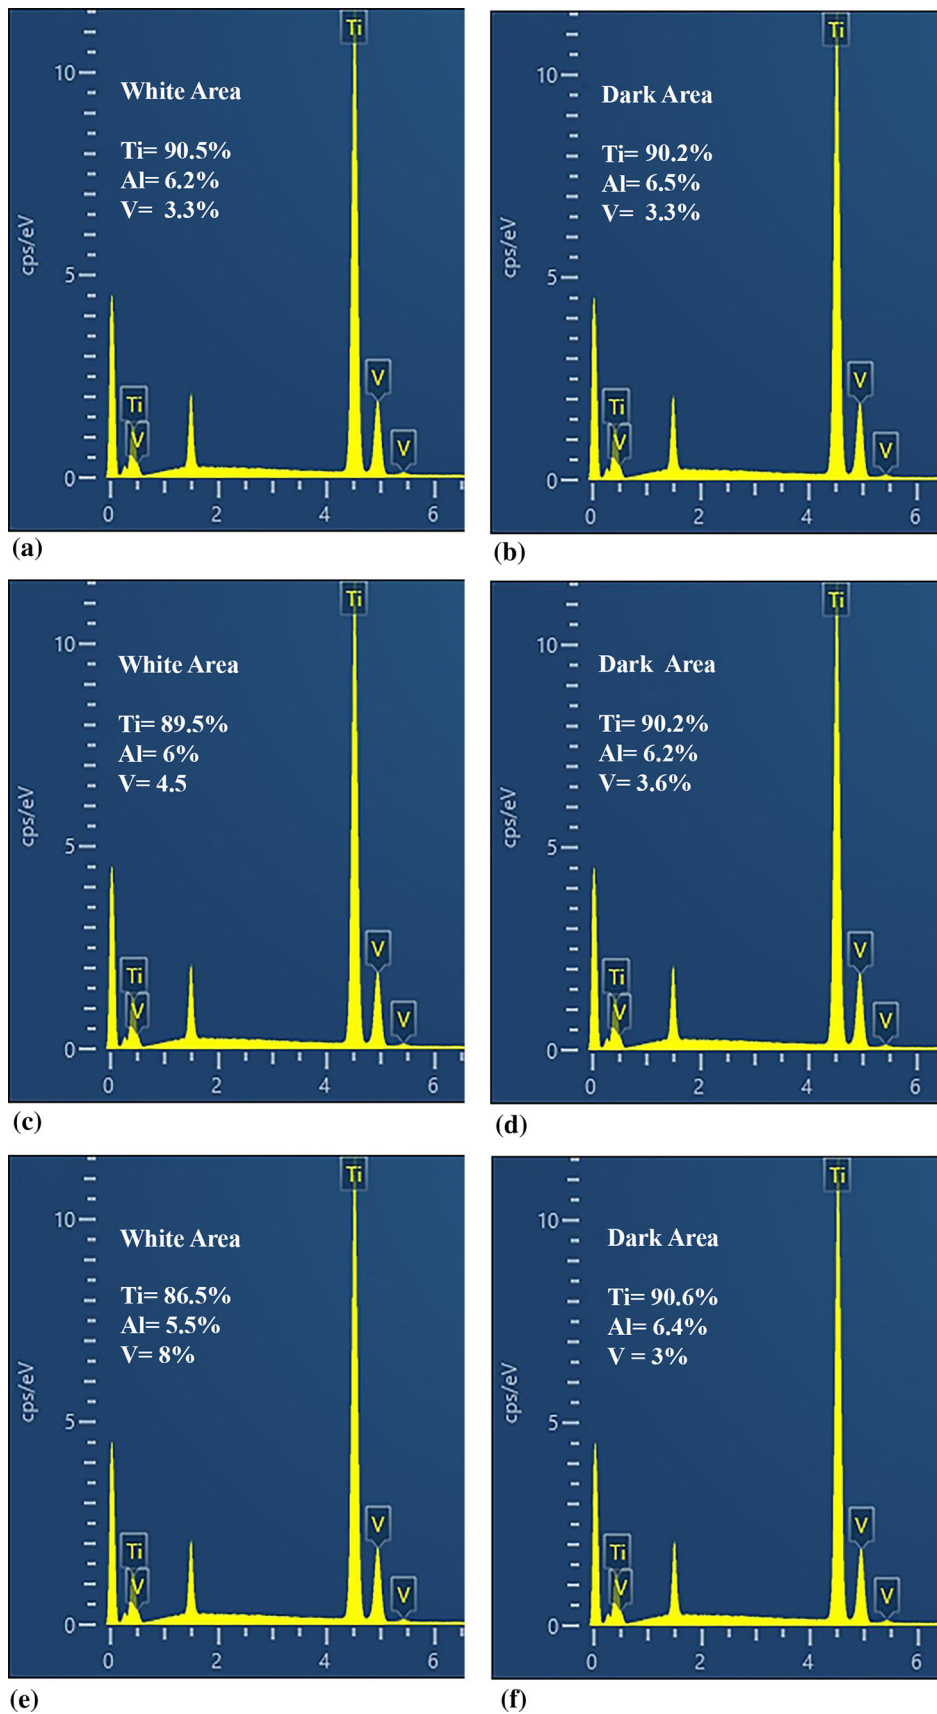 Ti
10
White Area
Ti= 90.5%
Al= 6.2%
V= 3.3%
cps/eV
5
V
Ti
V
V
0
0
2
4
6
(a)
Ti
10
Dark Area
Ti= 90.2%
Al= 6.5%
V= 3.3%
cps/eV
5
V
Ti
V
V
0
0
2
4
6
(b)
Ti
10
White Area
Ti= 89.5%
Al= 6%
V= 4.5
cps/eV
5
V
Ti
V
V
0
0
2
4
6
(c)
Ti
10
Dark Area
Ti= 90.2%
Al= 6.2%
V= 3.6%
cps/eV
5
V
Ti
V
V
0
0
2
4
6
(d)
Ti
10
White Area
Ti= 86.5%
Al= 5.5%
V= 8%
cps/eV
5
V
Ti
V
V
0
0
2
4
6
(e)
Ti
10
Dark Area
Ti= 90.6%
Al= 6.4%
V = 3%
cps/eV
5
V
Ti
V
V
0
0
2
4
6
(f)